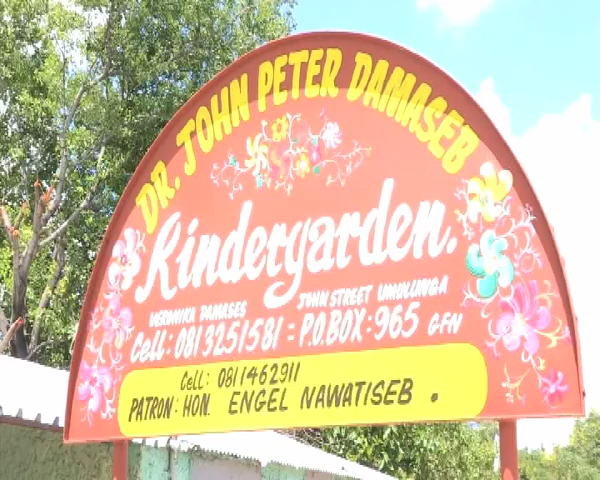 DR. JOHN PETER DAMASEB
Kindergarden.
VERONIKA DAMASES JOHN STREET UMULUNGA
Cell: 0813251581 = P.O.BOX: 965 GFN
Cell: 0811462911
PATRON: HON. ENGEL NAWATISEB .